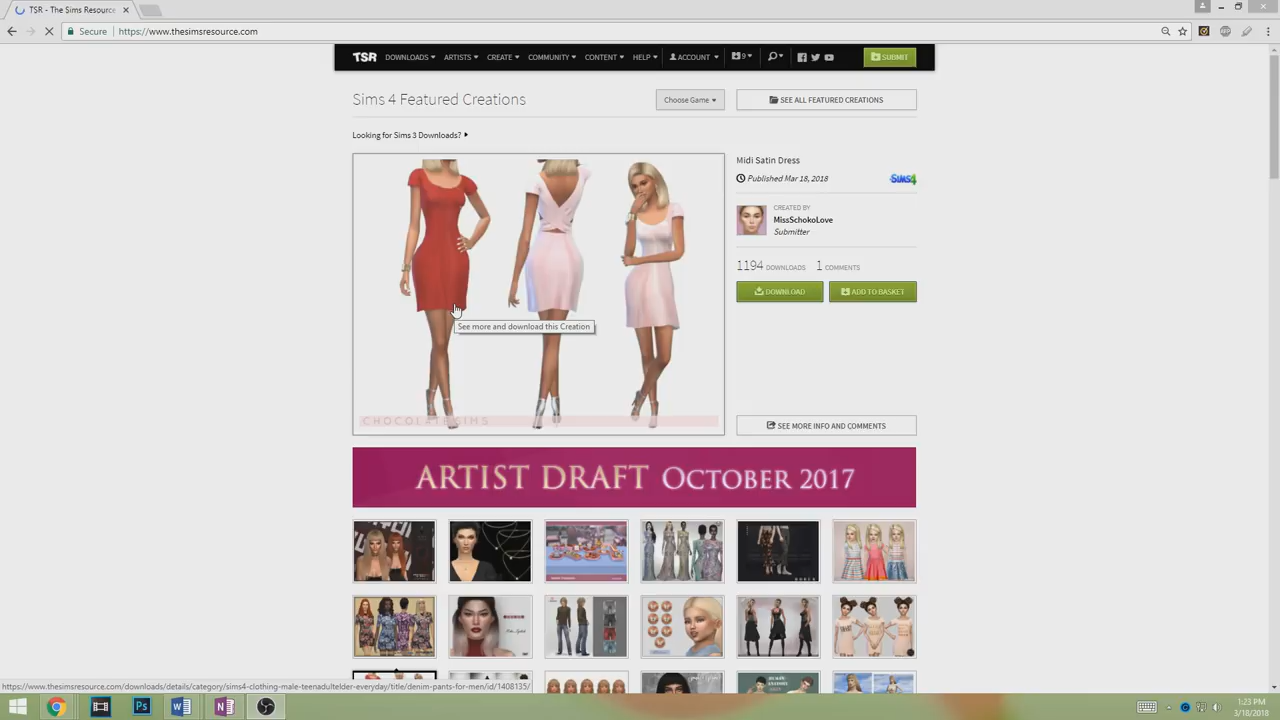 TSR - The Sims Resource
Secure https://www.thesimsresource.com
TSR DOWNLOADS ARTISTS CREATE COMMUNITY CONTENT HELP ACCOUNT 9 SUBMIT
Sims 4 Featured Creations
Choose Game
SEE ALL FEATURED CREATIONS
Looking for Sims 3 Downloads?
Midi Satin Dress
Published Mar 18, 2018
SIMS4
CREATED BY
MissSchokoLove
Submitter
1194 DOWNLOADS 1 COMMENTS
DOWNLOAD
ADD TO BASKET
See more and download this Creation
CHOCOLATESIMS
SEE MORE INFO AND COMMENTS
ARTIST DRAFT OCTOBER 2017
https://www.thesimsresource.com/downloads/details/category/sims4-clothing-male-teenadultelder-everyday/title/denim-pants-for-men/id/1408135/
1:23 PM
3/18/2018